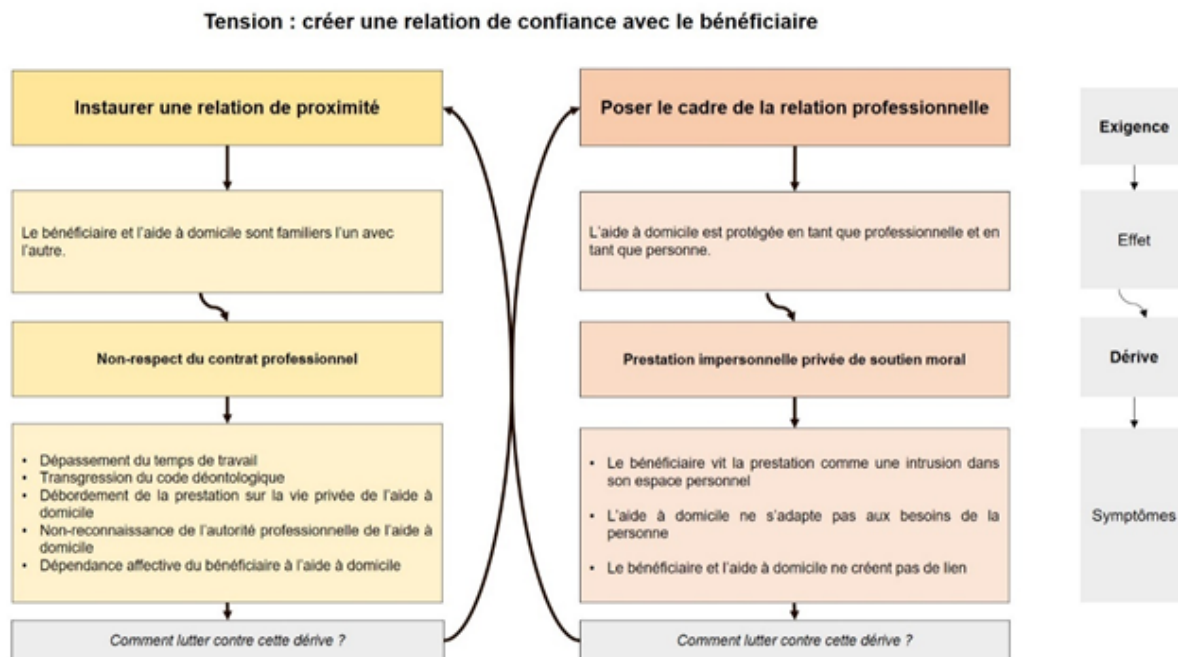 Tension : créer une relation de confiance avec le bénéficiaire
Instaurer une relation de proximité
Le bénéficiaire et l'aide à domicile sont familiers l'un avec
l'autre.
Non-respect du contrat professionnel
• Dépassement du temps de travail
• Transgression du code déontologique
• Débordement de la prestation sur la vie privée de l'aide à
domicile
• Non-reconnaissance de l'autorité professionnelle de l'aide à
domicile
• Dépendance affective du bénéficiaire à l'aide à domicile
Comment lutter contre cette dérive ?
Poser le cadre de la relation professionnelle
L'aide à domicile est protégée en tant que professionnelle et en
tant que personne.
Prestation impersonnelle privée de soutien moral
• Le bénéficiaire vit la prestation comme une intrusion dans
son espace personnel
• L'aide à domicile ne s'adapte pas aux besoins de la
personne
• Le bénéficiaire et l'aide à domicile ne créent pas de lien
Comment lutter contre cette dérive ?
Exigence
Effet
Dérive
Symptômes